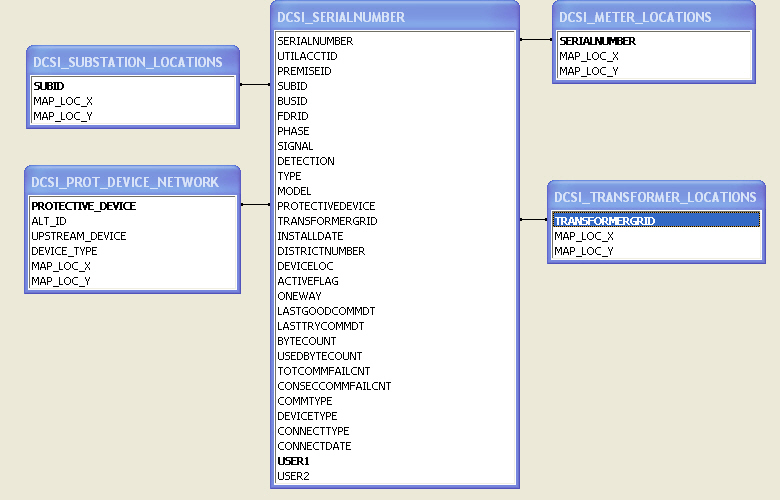 DCSI_SUBSTATION_LOCATIONS
SUBID
MAP_LOC_X
MAP_LOC_Y
DCSI_PROT_DEVICE_NETWORK
PROTECTIVE_DEVICE
ALT_ID
UPSTREAM_DEVICE
DEVICE_TYPE
MAP_LOC_X
MAP_LOC_Y
DCSI_SERIALNUMBER
SERIALNUMBER
UTILACCTID
PREMISEID
SUBID
BUSID
FDRID
PHASE
SIGNAL
DETECTION
TYPE
MODEL
PROTECTIVEDEVICE
TRANSFORMERGRID
INSTALLDATE
DISTRICTNUMBER
DEVICELOC
ACTIVEFLAG
ONEWAY
LASTGOODCOMMDT
LASTTRYCOMMDT
BYTECOUNT
USEDBYTECOUNT
TOTCOMMFAILCNT
CONSECCOMMFAILCNT
COMMTYPE
DEVICETYPE
CONNECTTYPE
CONNECTDATE
USER1
USER2
DCSI_METER_LOCATIONS
SERIALNUMBER
MAP_LOC_X
MAP_LOC_Y
DCSI_TRANSFORMER_LOCATIONS
TRANSFORMERGRID
MAP_LOC_X
MAP_LOC_Y